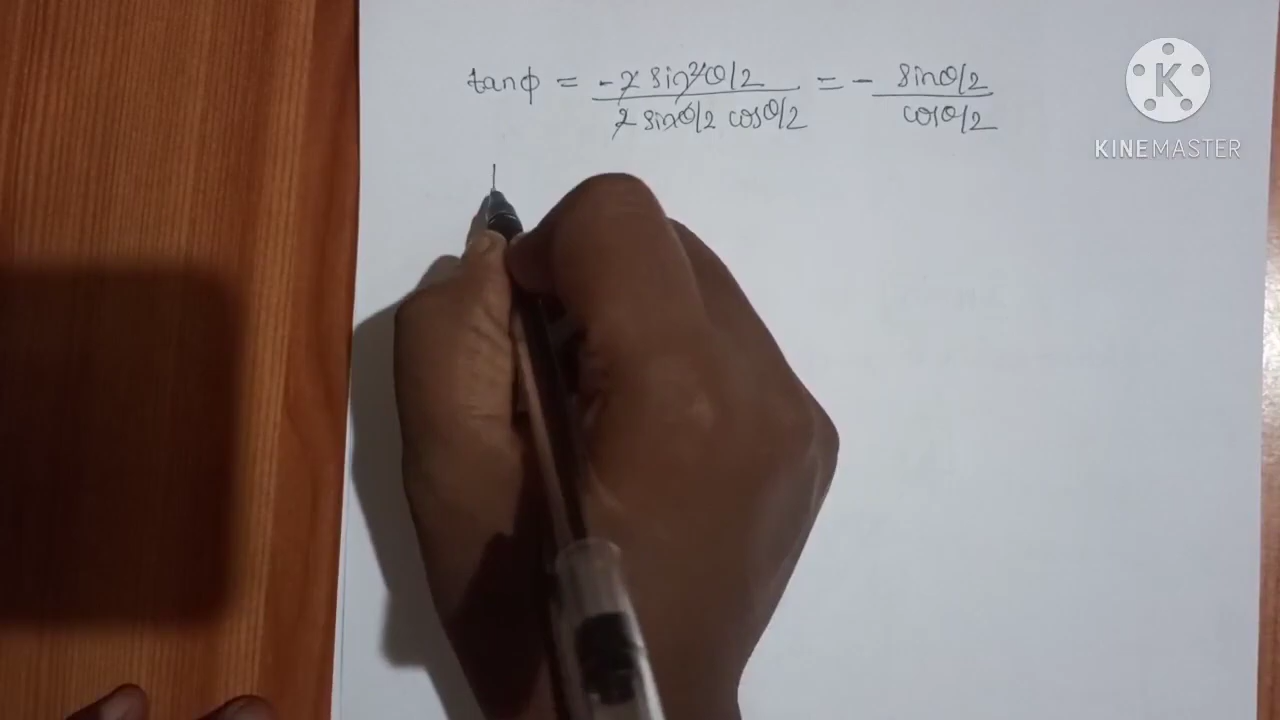 tanφ = -2 sin²θ/2 / 2 sinθ/2 cosθ/2 = - sinθ/2 / cosθ/2
K
KINEMASTER